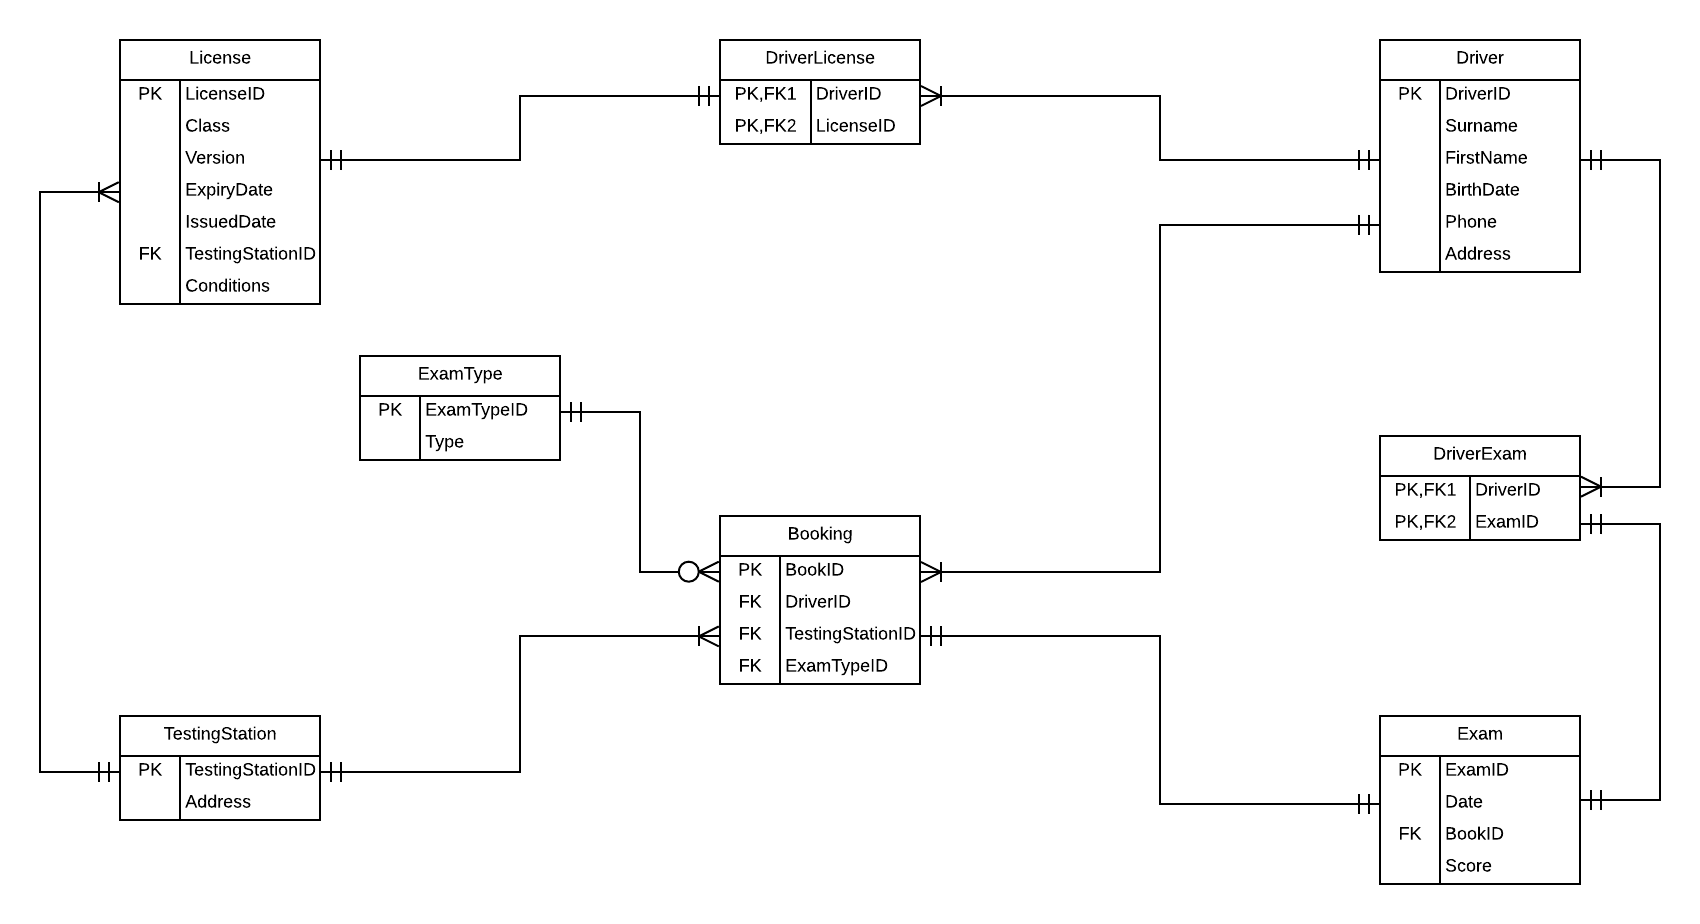 License
PK LicenseID
Class
Version
ExpiryDate
IssuedDate
FK TestingStationID
Conditions
DriverLicense
PK,FK1 DriverID
PK,FK2 LicenseID
Driver
PK DriverID
Surname
FirstName
BirthDate
Phone
Address
ExamType
PK ExamTypeID
Type
DriverExam
PK,FK1 DriverID
PK,FK2 ExamID
Booking
PK BookID
FK DriverID
FK TestingStationID
FK ExamTypeID
TestingStation
PK TestingStationID
Address
Exam
PK ExamID
Date
FK BookID
Score